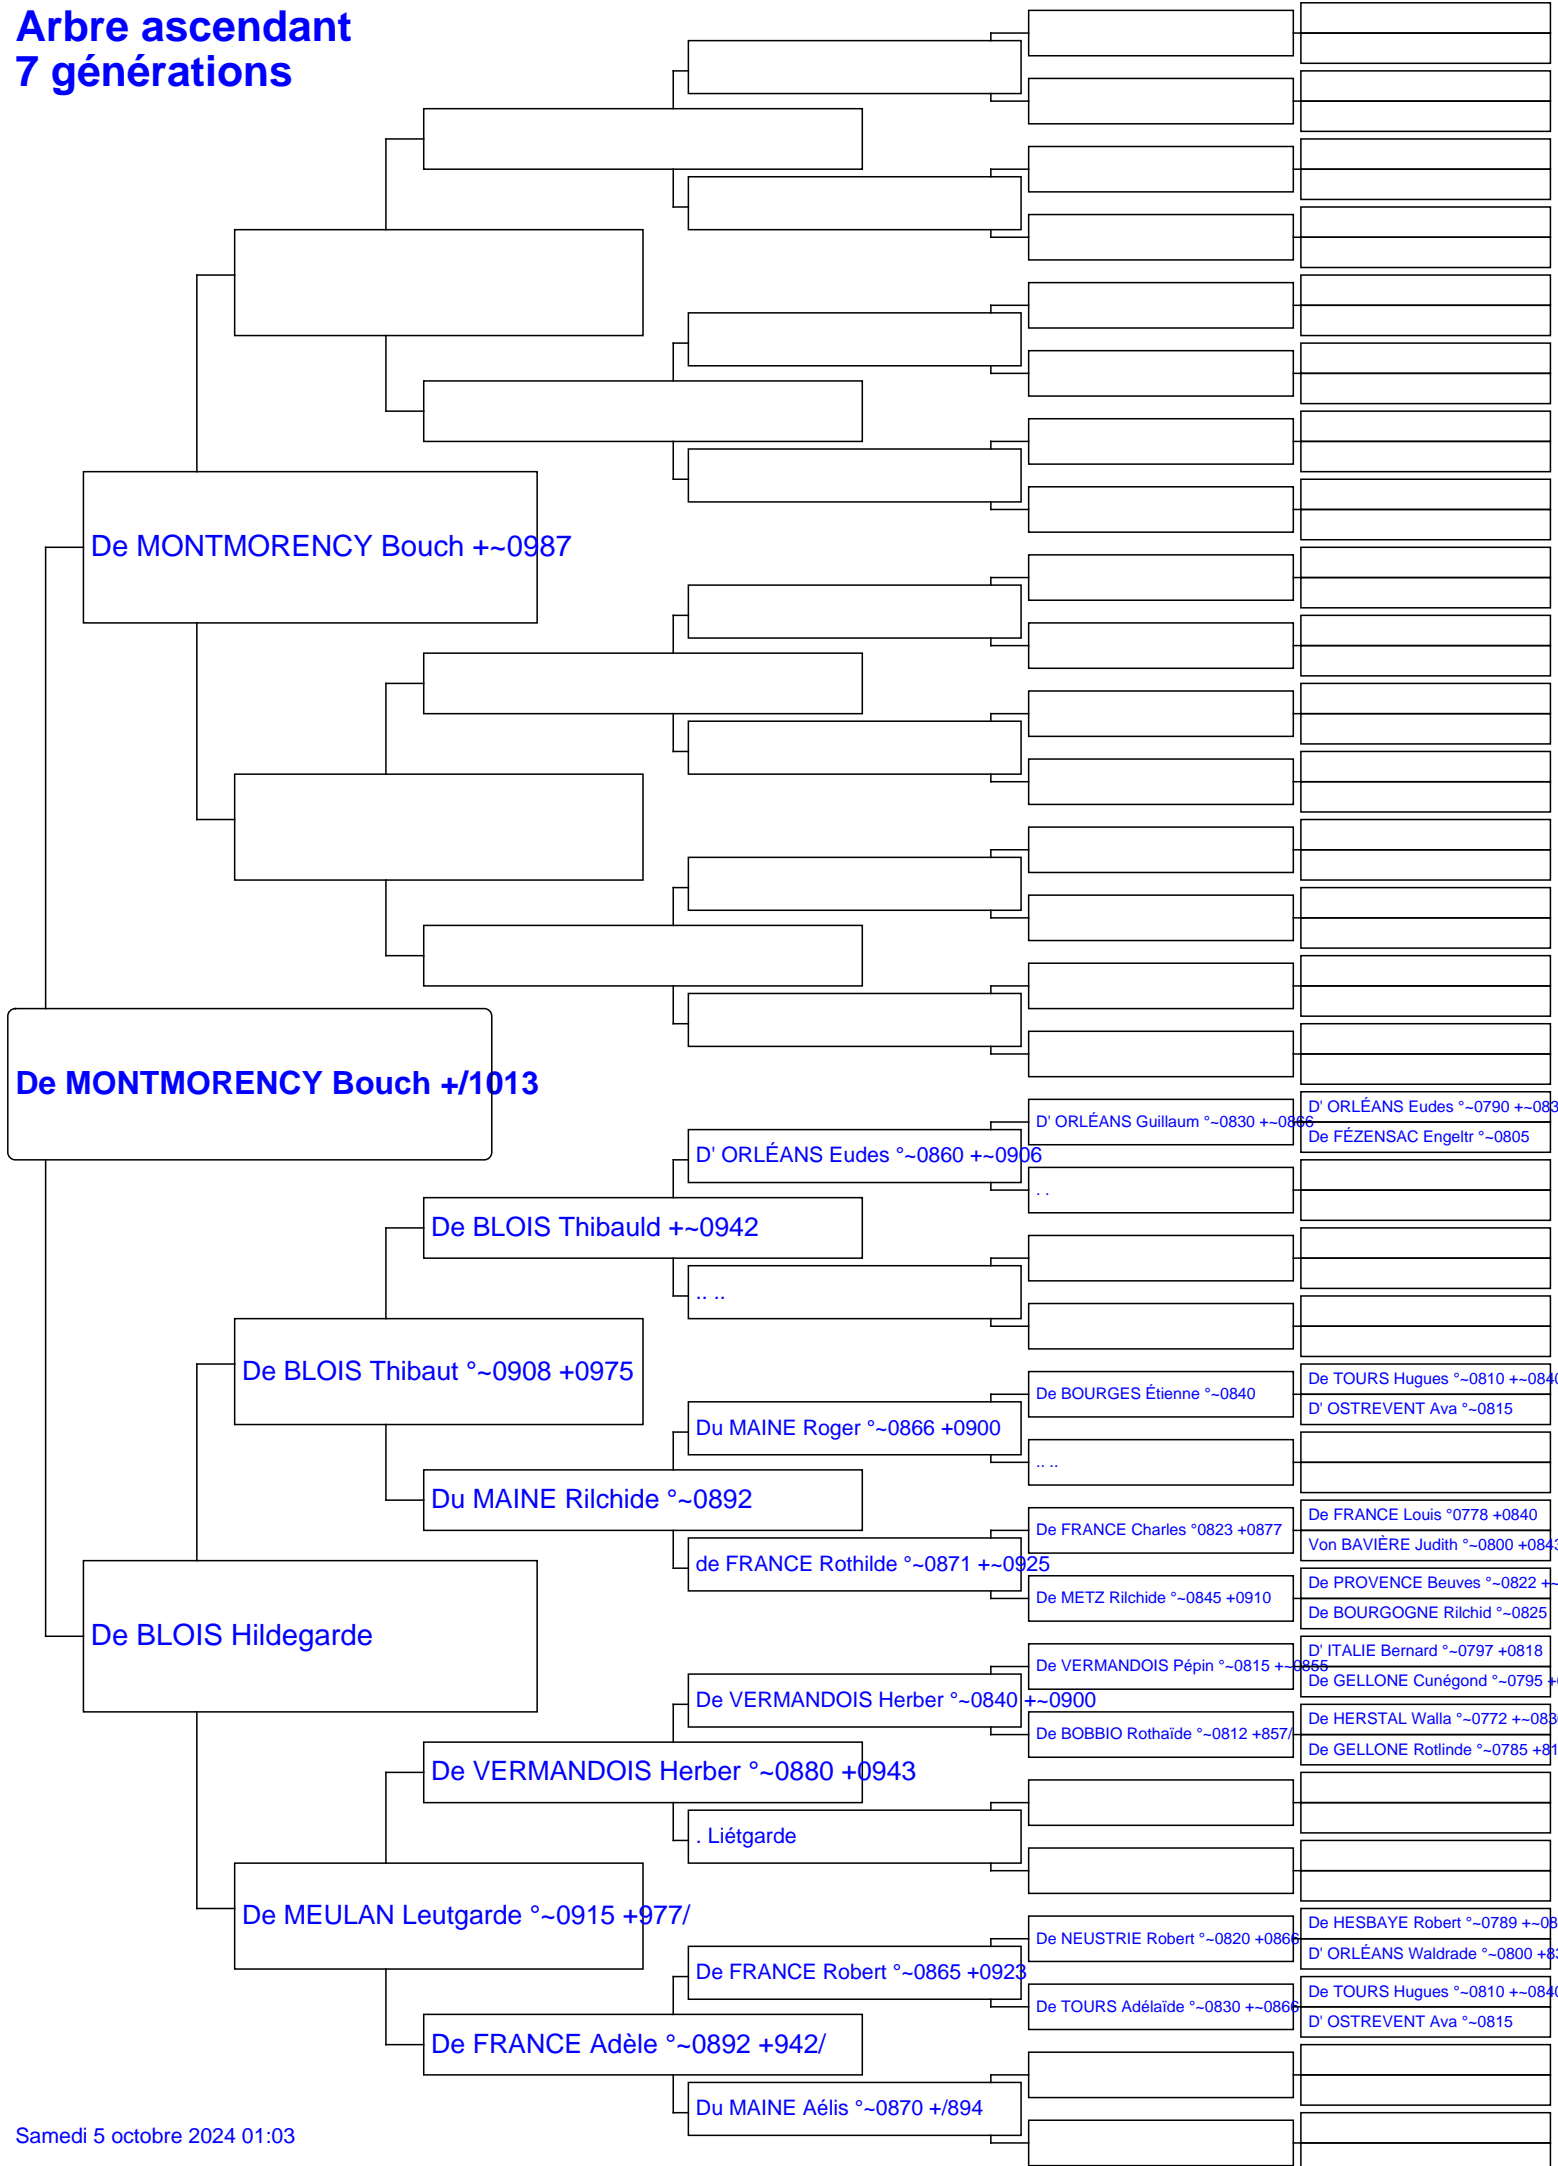 Arbre ascendant
7 générations
De MONTMORENCY Bouch +~0987
De MONTMORENCY Bouch +/1013
De BLOIS Hildegarde
De BLOIS Thibaut °~0908 +0975
De MEULAN Leutgarde °~0915 +977/
De BLOIS Thibauld +~0942
Du MAINE Rilchide °~0892
De VERMANDOIS Herber °~0880 +0943
De FRANCE Adèle °~0892 +942/
D' ORLÉANS Eudes °~0860 +~0906
.. ..
Du MAINE Roger °~0866 +0900
de FRANCE Rothilde °~0871 +~0925
De VERMANDOIS Herber °~0840 +~0900
. Liétgarde
De FRANCE Robert °~0865 +0923
Du MAINE Aélis °~0870 +/894
D' ORLÉANS Guillaum °~0830 +~0866
. .
De BOURGES Étienne °~0840
.. ..
De FRANCE Charles °0823 +0877
De METZ Rilchide °~0845 +0910
De VERMANDOIS Pépin °~0815 +~0855
De BOBBIO Rothaïde °~0812 +857/
De NEUSTRIE Robert °~0820 +0866
De TOURS Adélaïde °~0830 +~0866
D' ORLÉANS Eudes °~0790 +~083
De FÉZENSAC Engeltr °~0805
De TOURS Hugues °~0810 +~0840
D' OSTREVENT Ava °~0815
De FRANCE Louis °0778 +0840
Von BAVIÈRE Judith °~0800 +0843
De PROVENCE Beuves °~0822 +~
De BOURGOGNE Rilchid °~0825
D' ITALIE Bernard °~0797 +0818
De GELLONE Cunégond °~0795 +
De HERSTAL Walla °~0772 +~083
De GELLONE Rotlinde °~0785 +81
De HESBAYE Robert °~0789 +~08
D' ORLÉANS Waldrade °~0800 +83
De TOURS Hugues °~0810 +~0840
D' OSTREVENT Ava °~0815
Samedi 5 octobre 2024 01:03